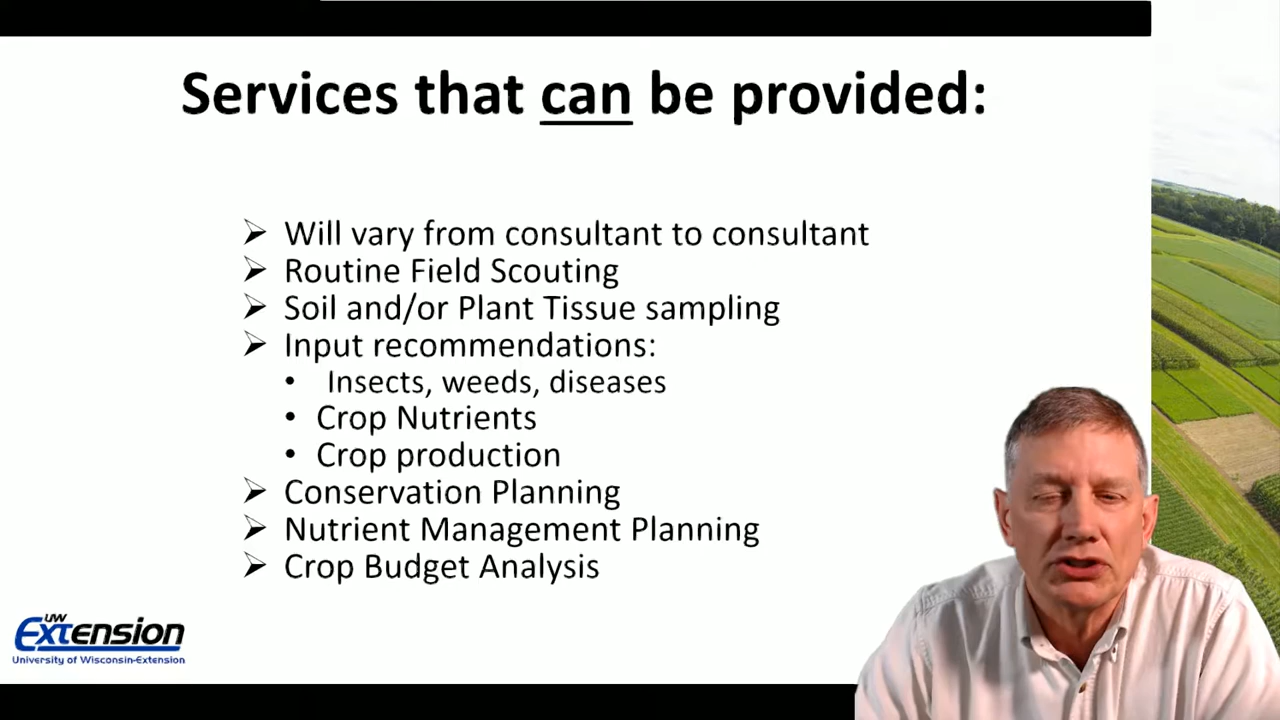 Services that can be provided:
➢ Will vary from consultant to consultant
➢ Routine Field Scouting
➢ Soil and/or Plant Tissue sampling
➢ Input recommendations:
• Insects, weeds, diseases
• Crop Nutrients
• Crop production
➢ Conservation Planning
➢ Nutrient Management Planning
➢ Crop Budget Analysis
UW
Extension
University of Wisconsin-Extension